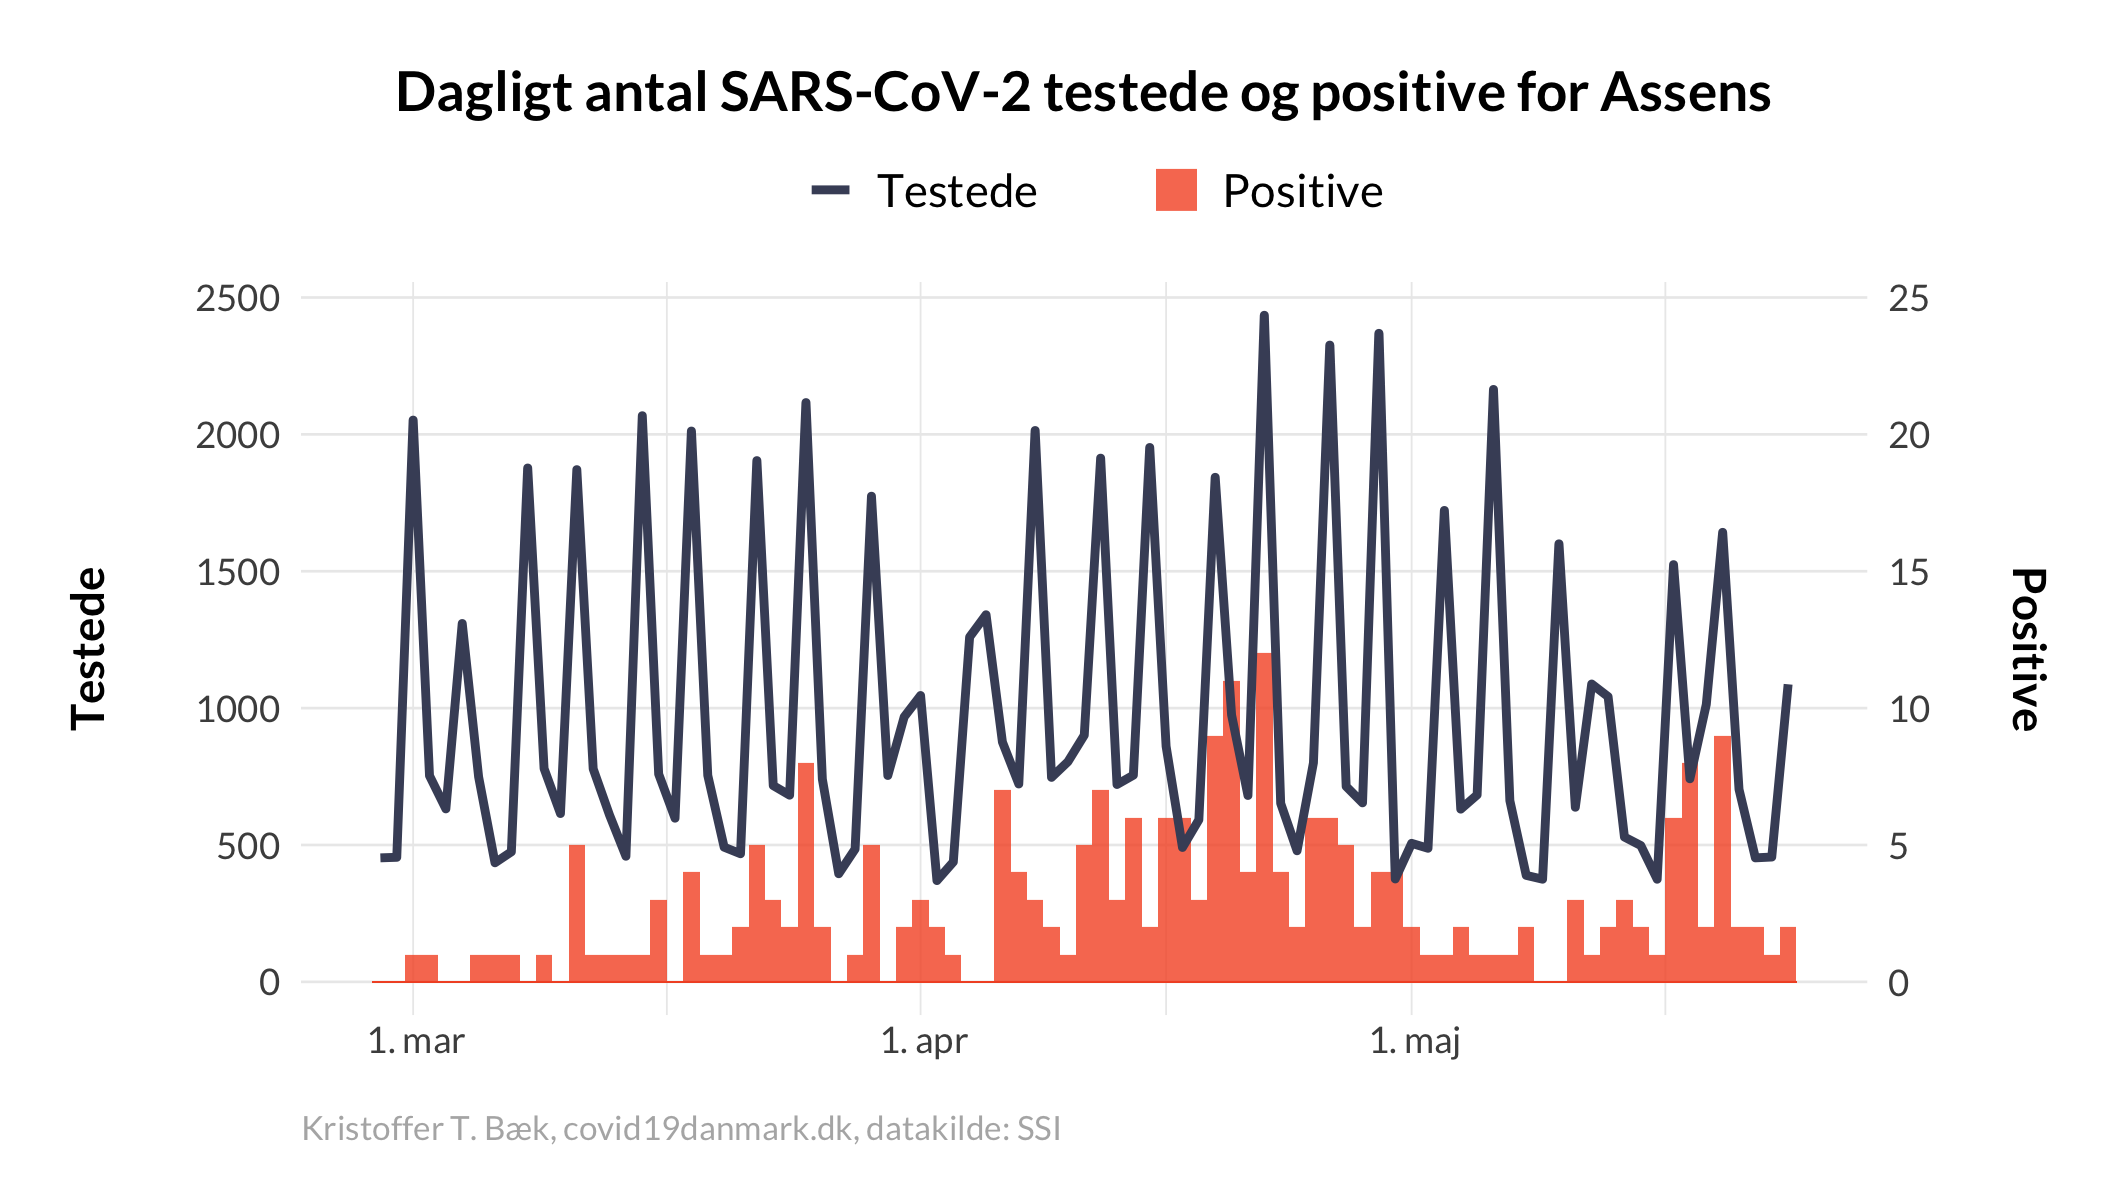 Dagligt antal SARS-CoV-2 testede og positive for Assens
Testede
Positive
2500
2000
1500
1000
500
0
25
20
15
10
5
0
Testede
Positive
1. mar
1. apr
1. maj
Kristoffer T. Bæk, covid19danmark.dk, datakilde: SSI